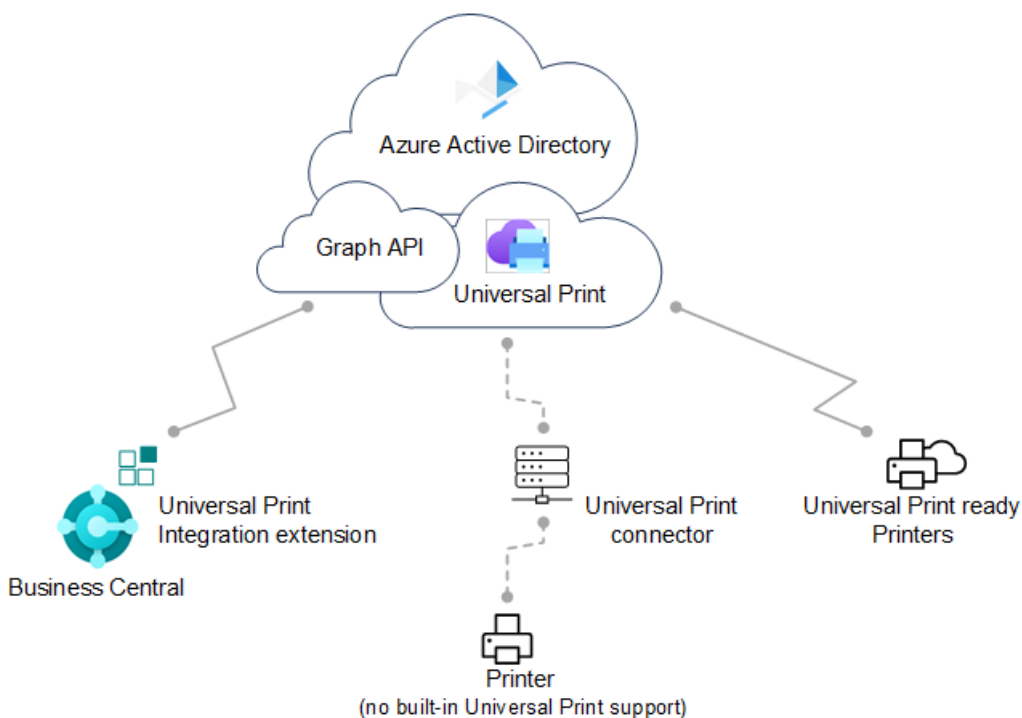 Azure Active Directory
Graph API
Universal Print
Universal Print
Integration extension
Business Central
Universal Print
connector
Universal Print ready
Printers
Printer
(no built-in Universal Print support)